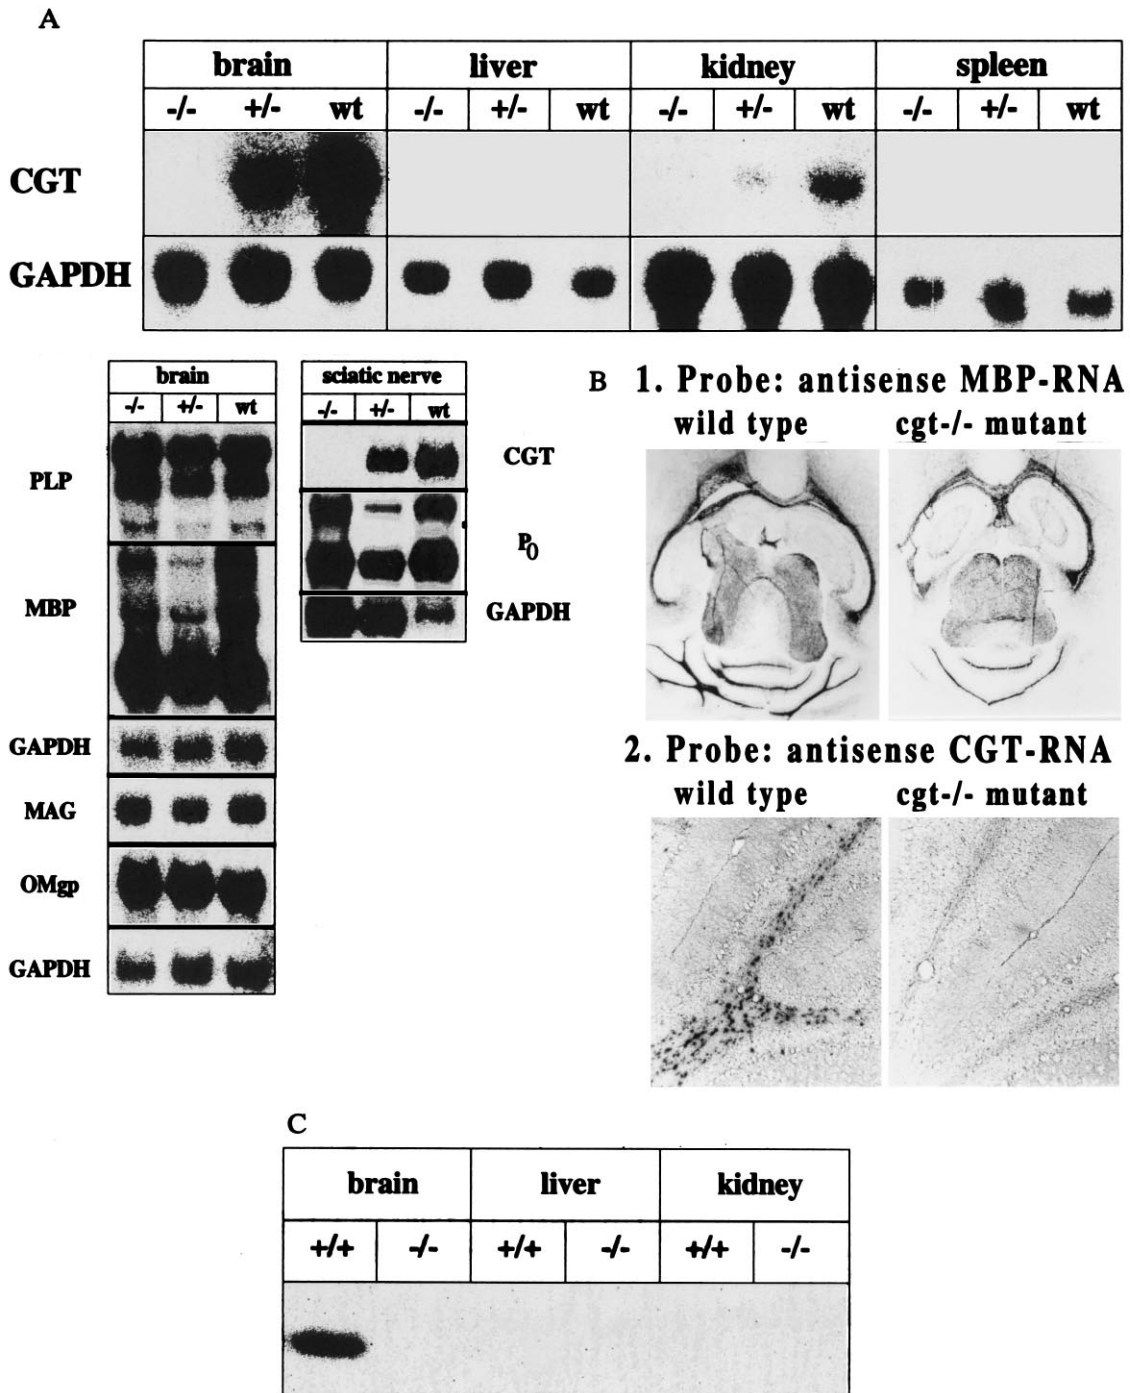 A
brain liver kidney spleen
-/- +/- wt -/- +/- wt -/- +/- wt -/- +/- wt
CGT
GAPDH
brain
-/- +/- wt
PLP
MBP
GAPDH
MAG
OMgp
GAPDH
sciatic nerve
-/- +/- wt
CGT
P0
GAPDH
B 1. Probe: antisense MBP-RNA
wild type cgt-/- mutant
2. Probe: antisense CGT-RNA
wild type cgt-/- mutant
C
brain liver kidney
+/+ -/- +/+ -/- +/+ -/-